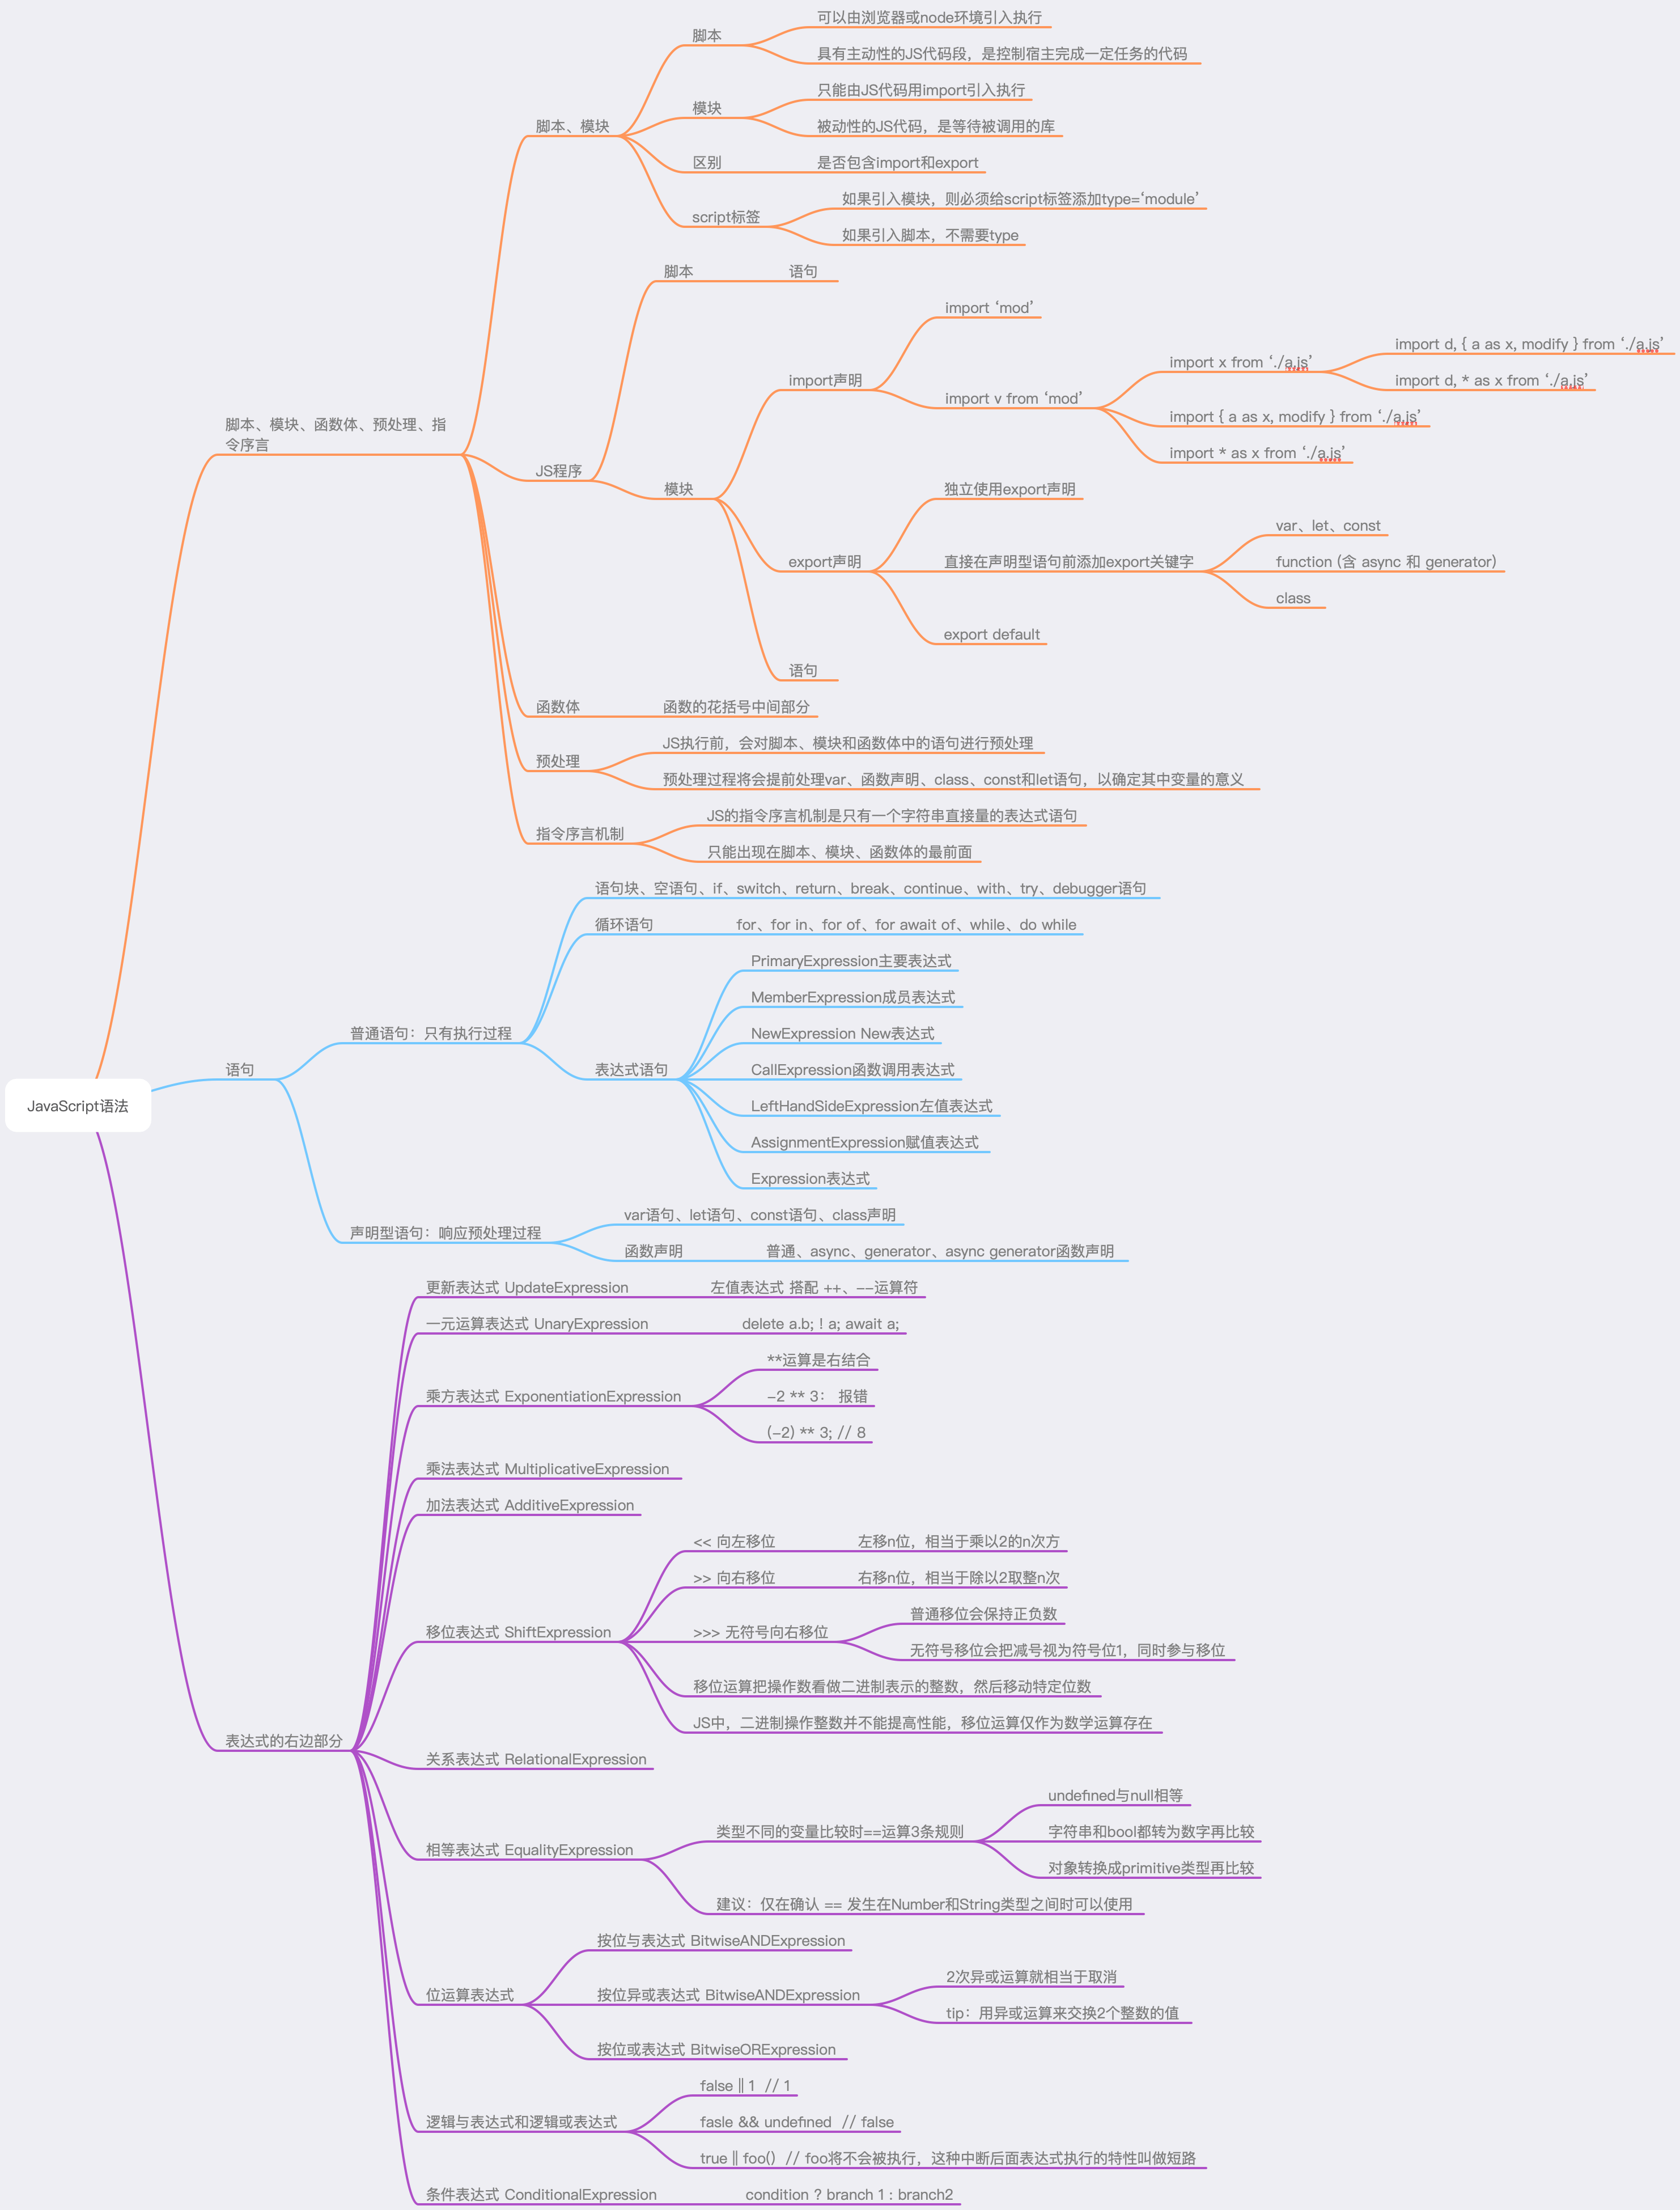 JavaScript语法
脚本、模块、函数体、预处理、指
令序言
脚本、模块
脚本
可以由浏览器或node环境引入执行
具有主动性的JS代码段，是控制宿主完成一定任务的代码
模块
只能由JS代码用import引入执行
被动性的JS代码，是等待被调用的库
区别
是否包含import和export
script标签
如果引入模块，则必须给script标签添加type=‘module’
如果引入脚本，不需要type
JS程序
脚本
语句
模块
import声明
import ‘mod’
import v from ‘mod’
import x from ‘./a.js’
import d, { a as x, modify } from ‘./a.js’
import d, * as x from ‘./a.js’
import { a as x, modify } from ‘./a.js’
import * as x from ‘./a.js’
export声明
独立使用export声明
直接在声明型语句前添加export关键字
var、let、const
function (含 async 和 generator)
class
export default
语句
函数体
函数的花括号中间部分
预处理
JS执行前，会对脚本、模块和函数体中的语句进行预处理
预处理过程将会提前处理var、函数声明、class、const和let语句，以确定其中变量的意义
指令序言机制
JS的指令序言机制是只有一个字符串直接量的表达式语句
只能出现在脚本、模块、函数体的最前面
语句
普通语句：只有执行过程
语句块、空语句、if、switch、return、break、continue、with、try、debugger语句
循环语句
for、for in、for of、for await of、while、do while
表达式语句
PrimaryExpression主要表达式
MemberExpression成员表达式
NewExpression New表达式
CallExpression函数调用表达式
LeftHandSideExpression左值表达式
AssignmentExpression赋值表达式
Expression表达式
声明型语句：响应预处理过程
var语句、let语句、const语句、class声明
函数声明
普通、async、generator、async generator函数声明
表达式的右边部分
更新表达式 UpdateExpression
左值表达式 搭配 ++、--运算符
一元运算表达式 UnaryExpression
delete a.b; ! a; await a;
乘方表达式 ExponentiationExpression
**运算是右结合
-2 ** 3： 报错
(-2) ** 3; // 8
乘法表达式 MultiplicativeExpression
加法表达式 AdditiveExpression
移位表达式 ShiftExpression
<< 向左移位
左移n位，相当于乘以2的n次方
>> 向右移位
右移n位，相当于除以2取整n次
>>> 无符号向右移位
普通移位会保持正负数
无符号移位会把减号视为符号位1，同时参与移位
移位运算把操作数看做二进制表示的整数，然后移动特定位数
JS中，二进制操作整数并不能提高性能，移位运算仅作为数学运算存在
关系表达式 RelationalExpression
相等表达式 EqualityExpression
类型不同的变量比较时==运算3条规则
undefined与null相等
字符串和bool都转为数字再比较
对象转换成primitive类型再比较
建议：仅在确认 == 发生在Number和String类型之间时可以使用
位运算表达式
按位与表达式 BitwiseANDExpression
按位异或表达式 BitwiseANDExpression
2次异或运算就相当于取消
tip：用异或运算来交换2个整数的值
按位或表达式 BitwiseORExpression
逻辑与表达式和逻辑或表达式
false || 1  // 1
fasle && undefined  // false
true || foo()  // foo将不会被执行，这种中断后面表达式执行的特性叫做短路
条件表达式 ConditionalExpression
condition ? branch 1 : branch2